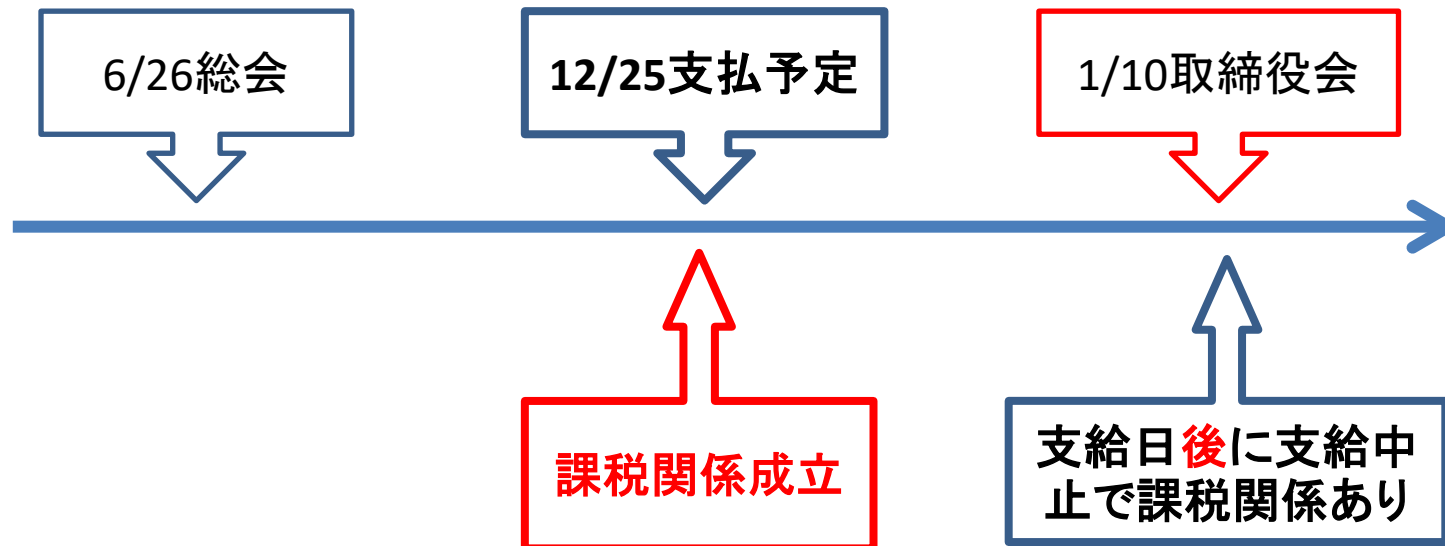 6/26総会
12/25支払予定
1/10取締役会
課税関係成立
支給日後に支給中
止で課税関係あり